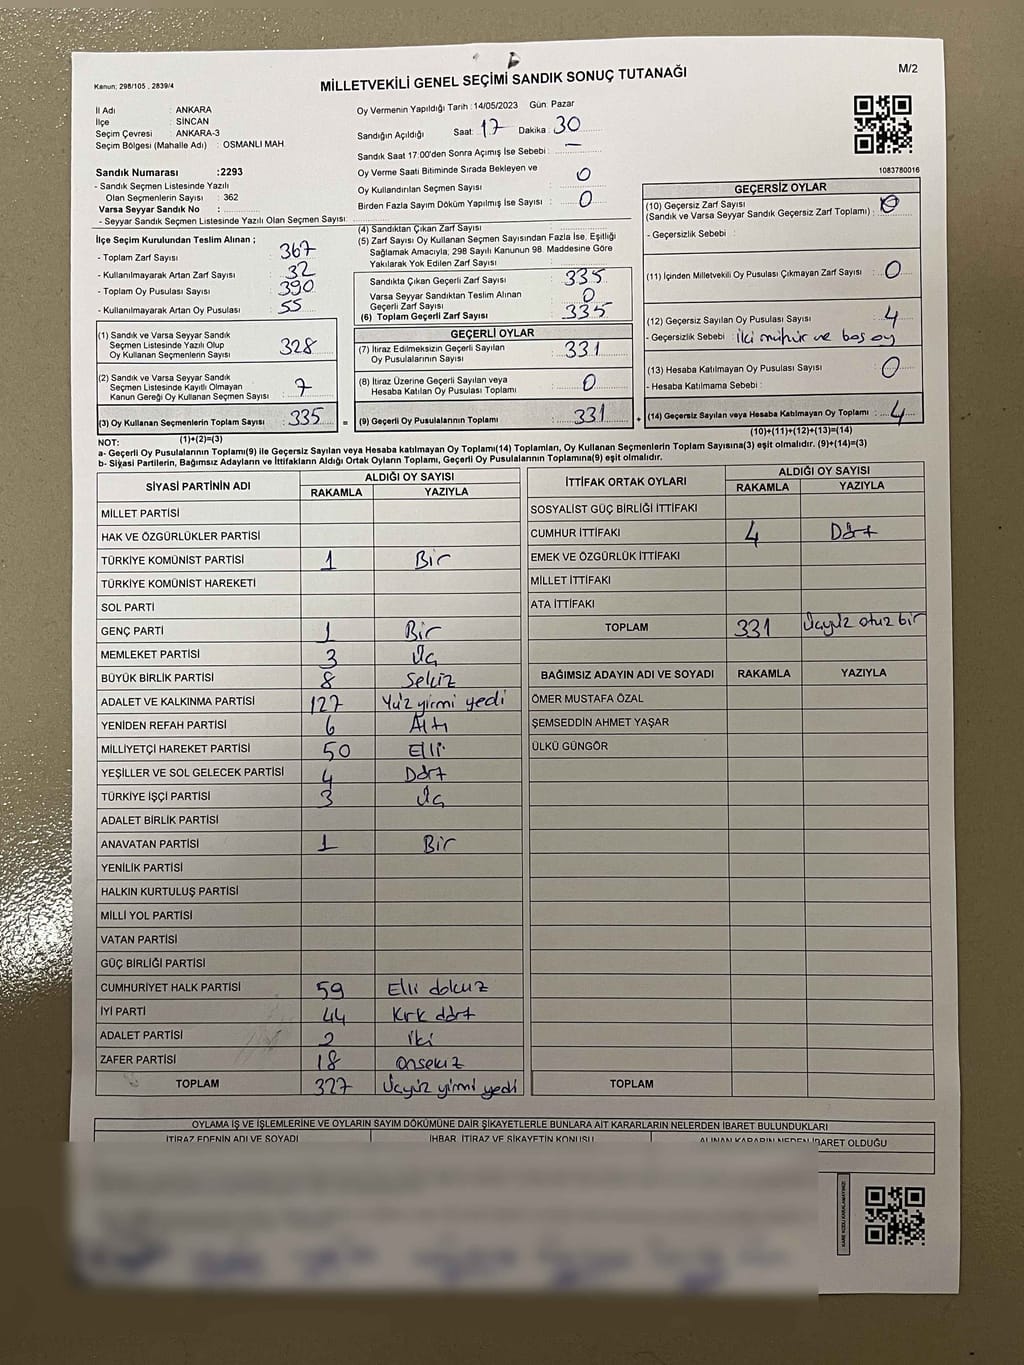 Kanun; 298/105 , 2839/4
MİLLETVEKİLİ GENEL SEÇİMİ SANDIK SONUÇ TUTANAĞI
M/2
İl Adı : ANKARA
İlçe : SİNCAN
Seçim Çevresi : ANKARA-3
Seçim Bölgesi (Mahalle Adı) : OSMANLI MAH
Oy Vermenin Yapıldığı Tarih :14/05/2023 Gün: Pazar
Sandığın Açıldığı Saat: 17 Dakika: 30
Sandık Saat 17:00'den Sonra Açımış İse Sebebi : —
Oy Verme Saati Bitiminde Sırada Bekleyen ve
Oy Kullandırılan Seçmen Sayısı : 0
Birden Fazla Sayım Döküm Yapılmış İse Sayısı : 0
1083780016
Sandık Numarası :2293
- Sandık Seçmen Listesinde Yazılı
Olan Seçmenlerin Sayısı : 362
Varsa Seyyar Sandık No :
- Seyyar Sandık Seçmen Listesinde Yazılı Olan Seçmen Sayısı:
İlçe Seçim Kurulundan Teslim Alınan ;
- Toplam Zarf Sayısı : 367
- Kullanılmayarak Artan Zarf Sayısı : 32
- Toplam Oy Pusulası Sayısı : 390
- Kullanılmayarak Artan Oy Pusulası : 55
(1) Sandık ve Varsa Seyyar Sandık
Seçmen Listesinde Yazılı Olup
Oy Kullanan Seçmenlerin Sayısı : 328
(2) Sandık ve Varsa Seyyar Sandık
Seçmen Listesinde Kayıtlı Olmayan
Kanun Gereği Oy Kullanan Seçmen Sayısı : 7
(3) Oy Kullanan Seçmenlerin Toplam Sayısı : 335 =
(1)+(2)=(3)
(4) Sandıktan Çıkan Zarf Sayısı :
(5) Zarf Sayısı Oy Kullanan Seçmen Sayısından Fazla İse, Eşitliği
Sağlamak Amacıyla, 298 Sayılı Kanunun 98. Maddesine Göre
Yakılarak Yok Edilen Zarf Sayısı :
Sandıkta Çıkan Geçerli Zarf Sayısı : 335
Varsa Seyyar Sandıktan Teslim Alınan
Geçerli Zarf Sayısı : 0
(6) Toplam Geçerli Zarf Sayısı : 335
GEÇERLİ OYLAR
(7) İtiraz Edilmeksizin Geçerli Sayılan
Oy Pusulalarının Sayısı : 331
(8) İtiraz Üzerine Geçerli Sayılan veya
Hesaba Katılan Oy Pusulası Toplamı : 0
(9) Geçerli Oy Pusulalarının Toplamı : 331 +
GEÇERSİZ OYLAR
(10) Geçersiz Zarf Sayısı
(Sandık ve Varsa Seyyar Sandık Geçersiz Zarf Toplamı) : 0
- Geçersizlik Sebebi :
(11) İçinden Milletvekili Oy Pusulası Çıkmayan Zarf Sayısı : 0
(12) Geçersiz Sayılan Oy Pusulası Sayısı : 4
- Geçersizlik Sebebi : iki mühür ve boş oy
(13) Hesaba Katılmayan Oy Pusulası Sayısı : 0
- Hesaba Katılmama Sebebi :
(14) Geçersiz Sayılan veya Hesaba Katılmayan Oy Toplamı : 4
(10)+(11)+(12)+(13)=(14)
NOT:
a- Geçerli Oy Pusulalarının Toplamı(9) ile Geçersiz Sayılan veya Hesaba katılmayan Oy Toplamı(14) Toplamları, Oy Kullanan Seçmenlerin Toplam Sayısına(3) eşit olmalıdır. (9)+(14)=(3)
b- Siyasi Partilerin, Bağımsız Adayların ve İttifakların Aldığı Ortak Oyların Toplamı, Geçerli Oy Pusulalarının Toplamına(9) eşit olmalıdır.
SİYASİ PARTİNİN ADI ALDIĞI OY SAYISI
RAKAMLA YAZIYLA
MİLLET PARTİSİ
HAK VE ÖZGÜRLÜKLER PARTİSİ
TÜRKİYE KOMÜNİST PARTİSİ 1 Bir
TÜRKİYE KOMÜNİST HAREKETİ
SOL PARTİ
GENÇ PARTİ 1 Bir
MEMLEKET PARTİSİ 3 Üç
BÜYÜK BİRLİK PARTİSİ 8 Sekiz
ADALET VE KALKINMA PARTİSİ 127 Yüz yirmi yedi
YENİDEN REFAH PARTİSİ 6 Altı
MİLLİYETÇİ HAREKET PARTİSİ 50 Elli
YEŞİLLER VE SOL GELECEK PARTİSİ 4 Dört
TÜRKİYE İŞÇİ PARTİSİ 3 Üç
ADALET BİRLİK PARTİSİ
ANAVATAN PARTİSİ 1 Bir
YENİLİK PARTİSİ
HALKIN KURTULUŞ PARTİSİ
MİLLİ YOL PARTİSİ
VATAN PARTİSİ
GÜÇ BİRLİĞİ PARTİSİ
CUMHURİYET HALK PARTİSİ 59 Elli dokuz
İYİ PARTİ 44 Kırk dört
ADALET PARTİSİ 2 iki
ZAFER PARTİSİ 18 onsekiz
TOPLAM 327 Üçyüz yirmi yedi
İTTİFAK ORTAK OYLARI ALDIĞI OY SAYISI
RAKAMLA YAZIYLA
SOSYALİST GÜÇ BİRLİĞİ İTTİFAKI
CUMHUR İTTİFAKI 4 Dört
EMEK VE ÖZGÜRLÜK İTTİFAKI
MİLLET İTTİFAKI
ATA İTTİFAKI
TOPLAM 331 Üçyüz otuz bir
BAĞIMSIZ ADAYIN ADI VE SOYADI RAKAMLA YAZIYLA
ÖMER MUSTAFA ÖZAL
ŞEMSEDDİN AHMET YAŞAR
ÜLKÜ GÜNGÖR
TOPLAM
OYLAMA İŞ VE İŞLEMLERİNE VE OYLARIN SAYIM DÖKÜMÜNE DAİR ŞİKAYETLERLE BUNLARA AİT KARARLARIN NELERDEN İBARET BULUNDUKLARI
İTİRAZ EDENİN ADI VE SOYADI İHBAR, İTİRAZ VE ŞİKAYETİN KONUSU ALINAN KARARIN NEDEN İBARET OLDUĞU
KARE KODU KARALAMAYINIZ!